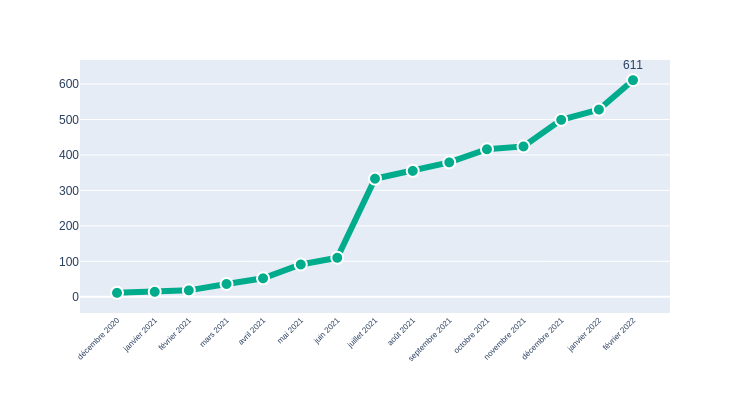 611
600
500
400
300
200
100
0
décembre 2020
janvier 2021
février 2021
mars 2021
avril 2021
mai 2021
juin 2021
juillet 2021
août 2021
septembre 2021
octobre 2021
novembre 2021
décembre 2021
janvier 2022
février 2022